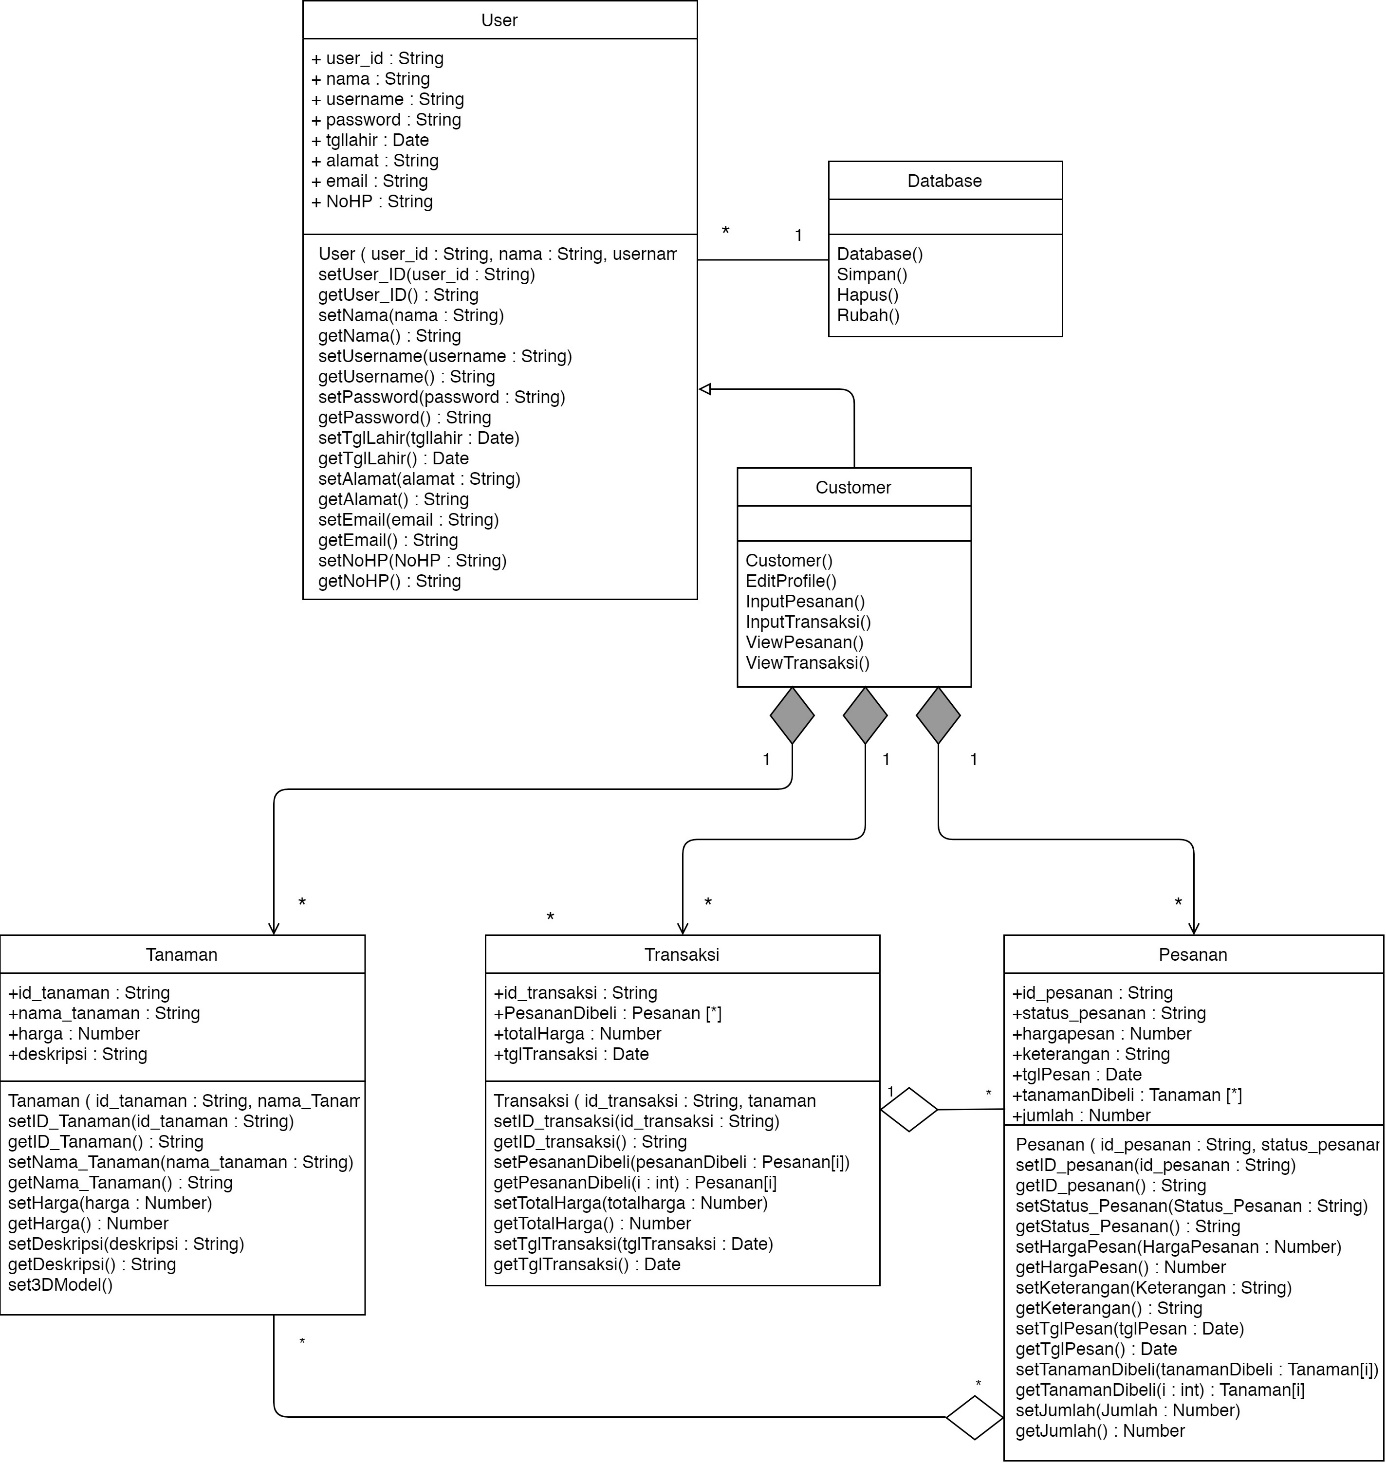 User
+ user_id : String
+ nama : String
+ username : String
+ password : String
+ tgllahir : Date
+ alamat : String
+ email : String
+ NoHP : String
User ( user_id : String, nama : String, usernam
setUser_ID(user_id : String)
getUser_ID() : String
setNama(nama : String)
getNama() : String
setUsername(username : String)
getUsername() : String
setPassword(password : String)
getPassword() : String
setTglLahir(tgllahir : Date)
getTglLahir() : Date
setAlamat(alamat : String)
getAlamat() : String
setEmail(email : String)
getEmail() : String
setNoHP(NoHP : String)
getNoHP() : String
* 1
Database
Database()
Simpan()
Hapus()
Rubah()
Customer
Customer()
EditProfile()
InputPesanan()
InputTransaksi()
ViewPesanan()
ViewTransaksi()
1 1 1
* * * *
Tanaman
+id_tanaman : String
+nama_tanaman : String
+harga : Number
+deskripsi : String
Tanaman ( id_tanaman : String, nama_Tanam
setID_Tanaman(id_tanaman : String)
getID_Tanaman() : String
setNama_Tanaman(nama_tanaman : String)
getNama_Tanaman() : String
setHarga(harga : Number)
getHarga() : Number
setDeskripsi(deskripsi : String)
getDeskripsi() : String
set3DModel()
*
Transaksi
+id_transaksi : String
+PesananDibeli : Pesanan [*]
+totalHarga : Number
+tglTransaksi : Date
Transaksi ( id_transaksi : String, tanaman
setID_transaksi(id_transaksi : String)
getID_transaksi() : String
setPesananDibeli(pesananDibeli : Pesanan[i])
getPesananDibeli(i : int) : Pesanan[i]
setTotalHarga(totalharga : Number)
getTotalHarga() : Number
setTglTransaksi(tglTransaksi : Date)
getTglTransaksi() : Date
1 *
Pesanan
+id_pesanan : String
+status_pesanan : String
+hargapesan : Number
+keterangan : String
+tglPesan : Date
+tanamanDibeli : Tanaman [*]
+jumlah : Number
Pesanan ( id_pesanan : String, status_pesanar
setID_pesanan(id_pesanan : String)
getID_pesanan() : String
setStatus_Pesanan(Status_Pesanan : String)
getStatus_Pesanan() : String
setHargaPesan(HargaPesanan : Number)
getHargaPesan() : Number
setKeterangan(Keterangan : String)
getKeterangan() : String
setTglPesan(tglPesan : Date)
getTglPesan() : Date
setTanamanDibeli(tanamanDibeli : Tanaman[i])
getTanamanDibeli(i : int) : Tanaman[i]
setJumlah(Jumlah : Number)
getJumlah() : Number
*